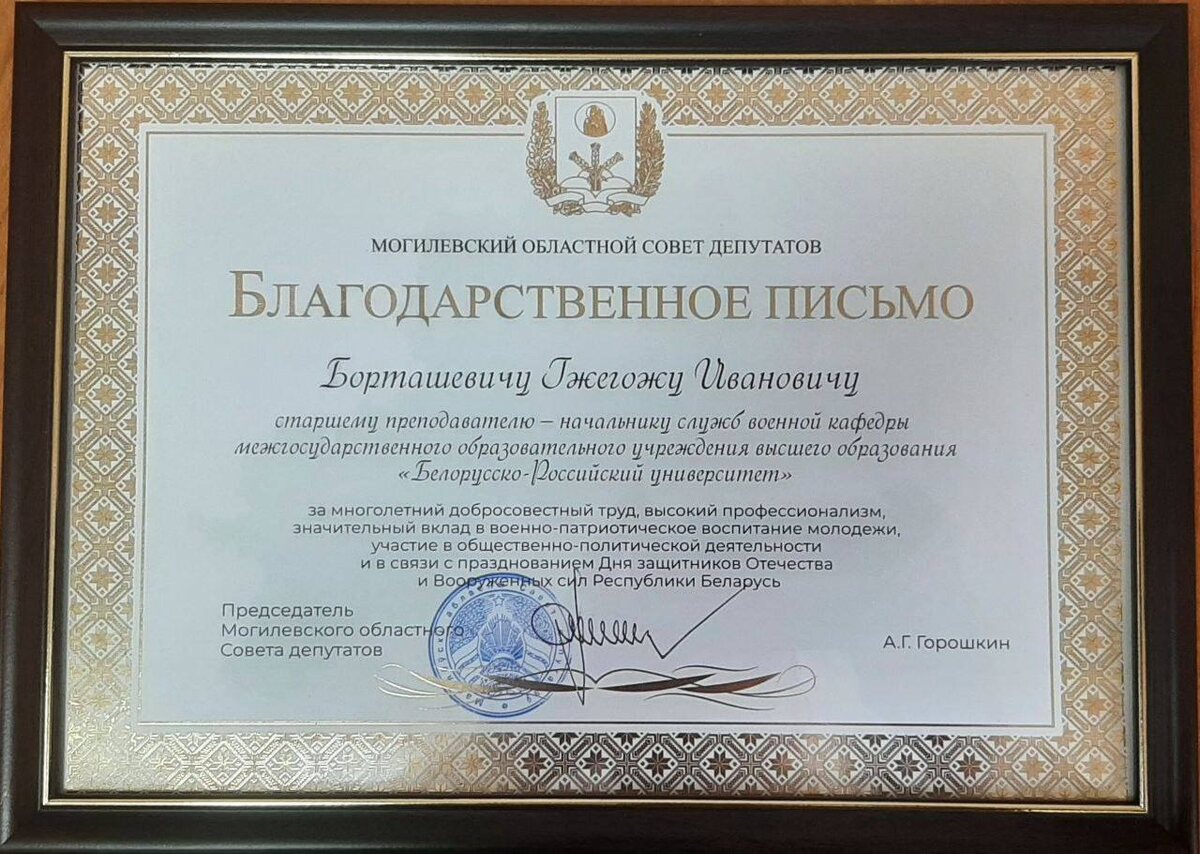 МОГИЛЕВСКИЙ ОБЛАСТНОЙ СОВЕТ ДЕПУТАТОВ
БЛАГОДАРСТВЕННОЕ ПИСЬМО
Борташевичу Гжегожу Ивановичу
старшему преподавателю – начальнику служб военной кафедры
межгосударственного образовательного учреждения высшего образования
«Белорусско-Российский университет»
за многолетний добросовестный труд, высокий профессионализм,
значительный вклад в военно-патриотическое воспитание молодежи,
участие в общественно-политической деятельности
и в связи с празднованием Дня защитников Отечества
и Вооруженных сил Республики Беларусь
Председатель
Могилевского областного
Совета депутатов
А.Г. Горошкин